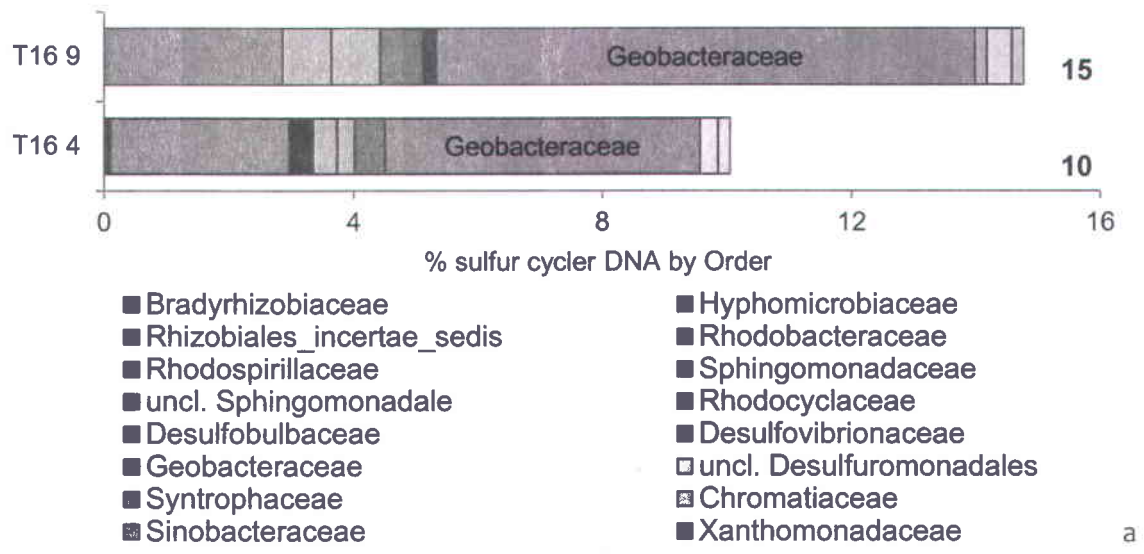 T16 9 Geobacteraceae 15
T16 4 Geobacteraceae 10
0 4 8 12 16
% sulfur cycler DNA by Order
Bradyrhizobiaceae Hyphomicrobiaceae
Rhizobiales_incertae_sedis Rhodobacteraceae
Rhodospirillaceae Sphingomonadaceae
uncl. Sphingomonadale Rhodocyclaceae
Desulfobulbaceae Desulfovibrionaceae
Geobacteraceae uncl. Desulfuromonadales
Syntrophaceae Chromatiaceae
Sinobacteraceae Xanthomonadaceae
a